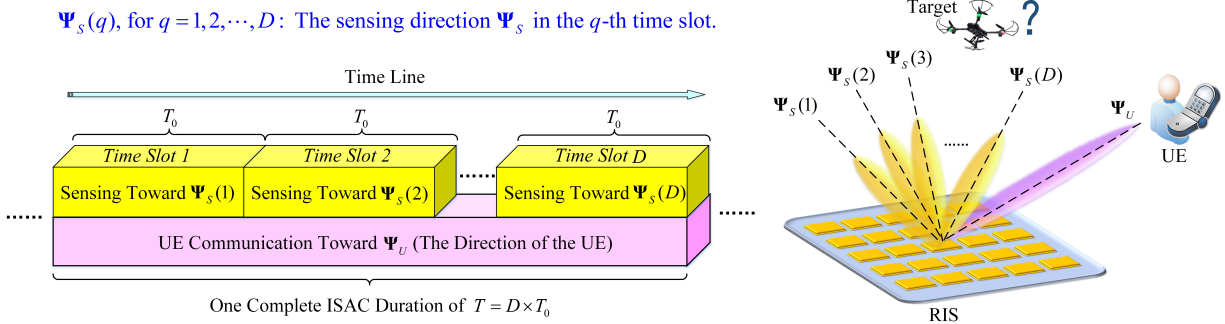 Ψ_S(q), for q = 1, 2, ⋯, D: The sensing direction Ψ_S in the q-th time slot.
Time Line
T_0 T_0 T_0
Time Slot 1 Time Slot 2 Time Slot D
Sensing Toward Ψ_S(1) Sensing Toward Ψ_S(2) ...... Sensing Toward Ψ_S(D)
...... UE Communication Toward Ψ_U (The Direction of the UE) ......
One Complete ISAC Duration of T = D × T_0
Target ?
Ψ_S(1)
Ψ_S(2)
Ψ_S(3)
......
Ψ_S(D)
Ψ_U
UE
RIS